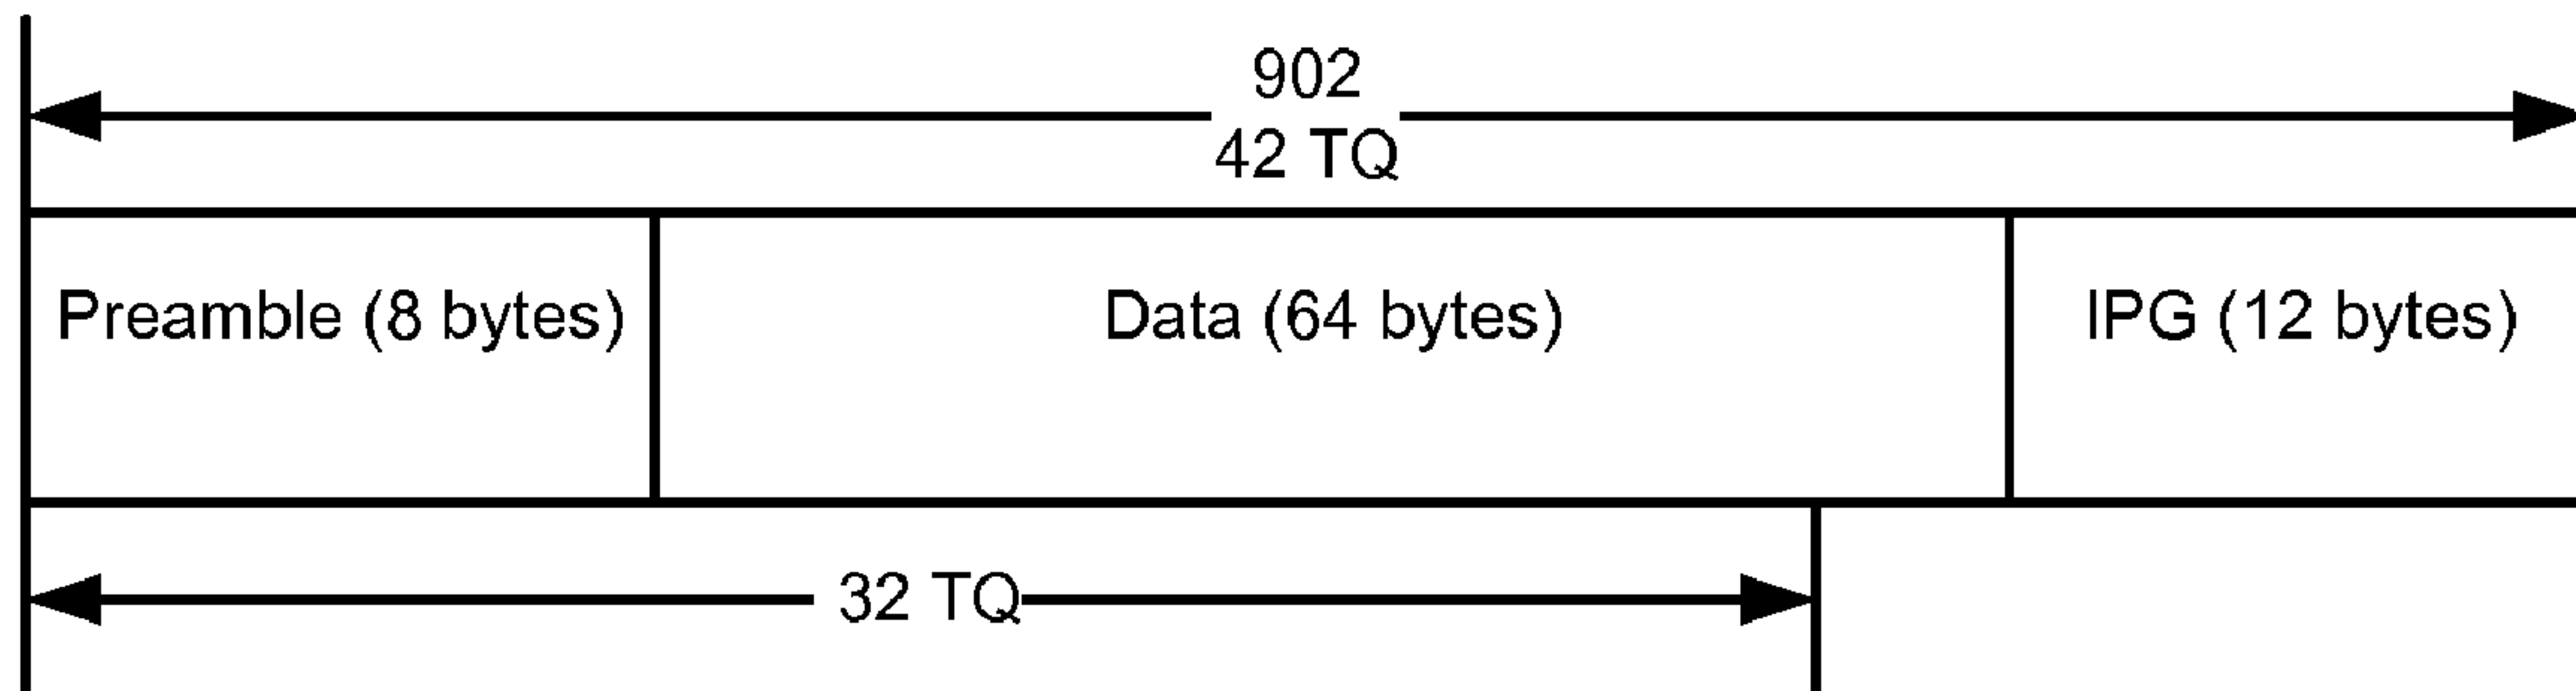 902
42 TQ
Preamble (8 bytes)
Data (64 bytes)
IPG (12 bytes)
32 TQ